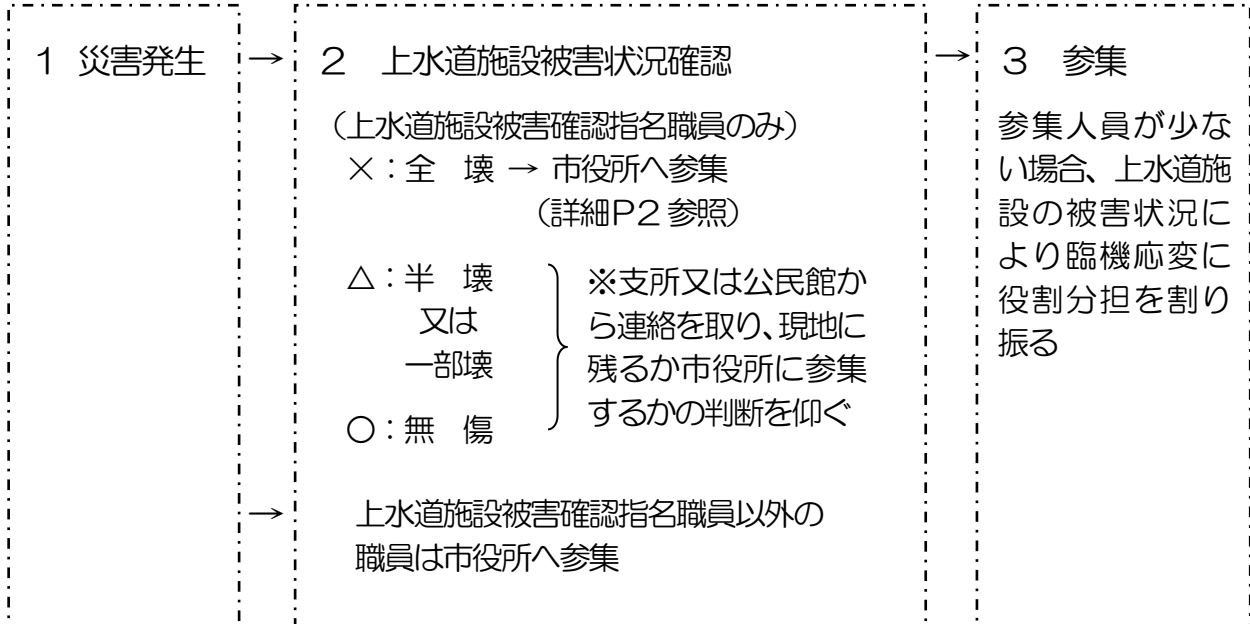 1 災害発生
→
2 上水道施設被害状況確認
(上水道施設被害確認指名職員のみ)
×:全 壊 → 市役所へ参集
(詳細P2参照)
△:半 壊
又は
一部壊
〇:無 傷
※支所又は公民館か
ら連絡を取り、現地に
残るか市役所に参集
するかの判断を仰ぐ
→
上水道施設被害確認指名職員以外の
職員は市役所へ参集
→
3 参集
参集人員が少な
い場合、上水道施
設の被害状況に
より臨機応変に
役割分担を割り
振る